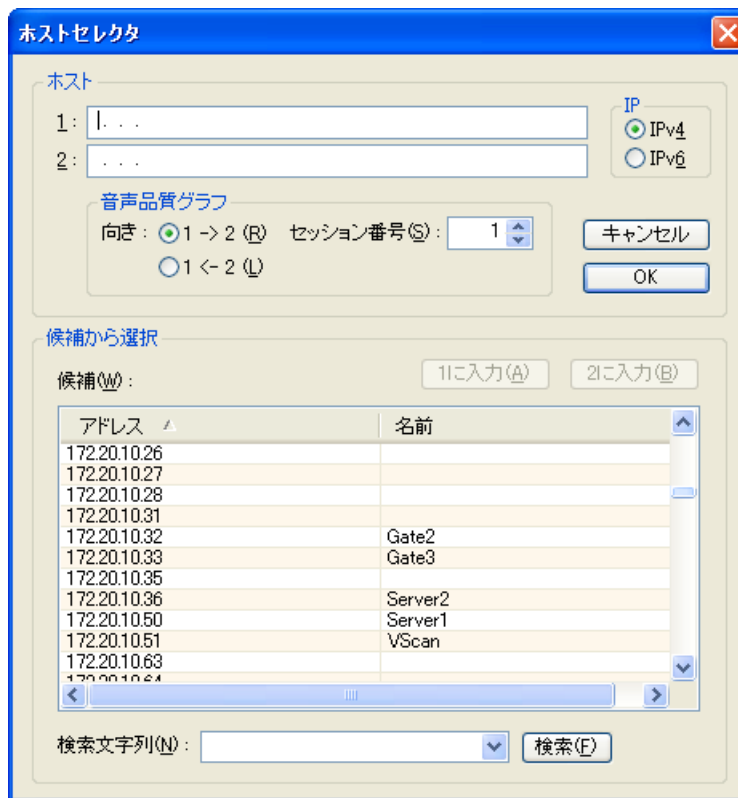 ホストセレクタ
ホスト
1: . . .
2: . . .
IP
IPv4
IPv6
音声品質グラフ
向き: 1 -> 2 (R) セッション番号(S): 1
1 <- 2 (L)
キャンセル
OK
候補から選択
候補(W): 1に入力(A) 2に入力(B)
アドレス 名前
172.20.10.26
172.20.10.27
172.20.10.28
172.20.10.31
172.20.10.32 Gate2
172.20.10.33 Gate3
172.20.10.35
172.20.10.36 Server2
172.20.10.50 Server1
172.20.10.51 VScan
172.20.10.63
172.20.10.64
検索文字列(N): 検索(F)